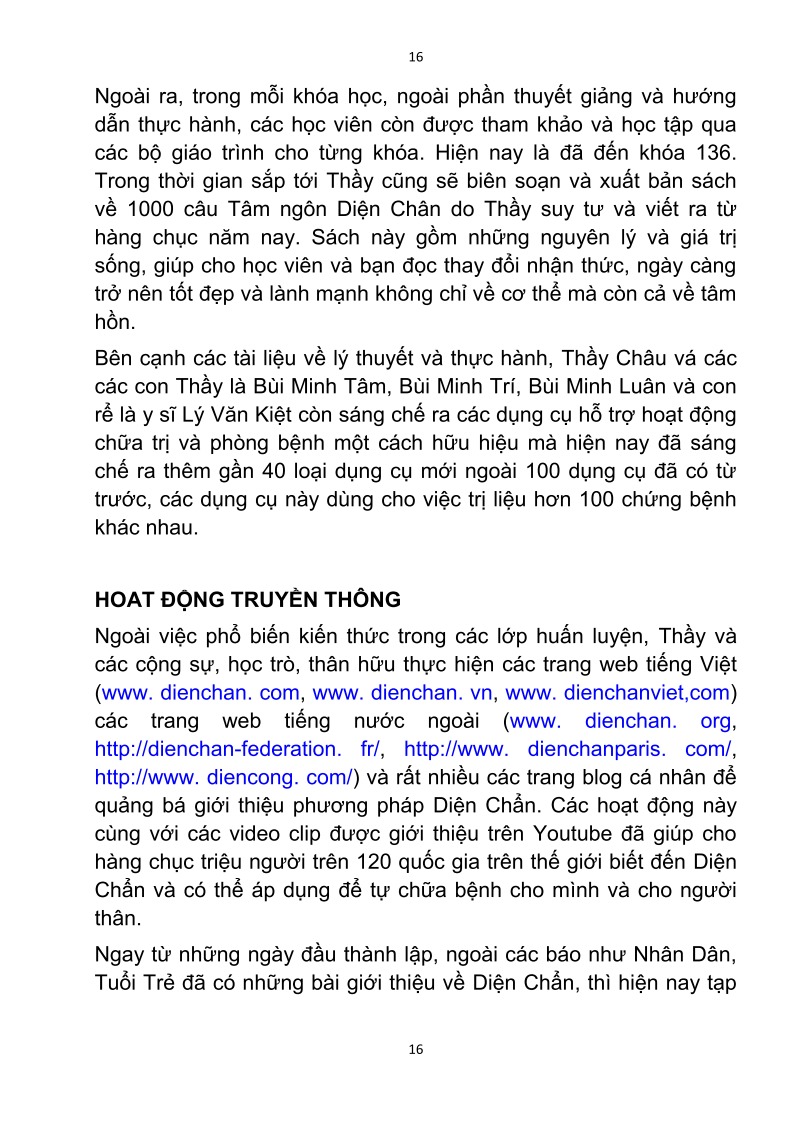 16
Ngoài ra, trong mỗi khóa học, ngoài phần thuyết giảng và hướng
dẫn thực hành, các học viên còn được tham khảo và học tập qua
các bộ giáo trình cho từng khóa. Hiện nay là đã đến khóa 136.
Trong thời gian sắp tới Thầy cũng sẽ biên soạn và xuất bản sách
về 1000 câu Tâm ngôn Diện Chân do Thầy suy tư và viết ra từ
hàng chục năm nay. Sách này gồm những nguyên lý và giá trị
sống, giúp cho học viên và bạn đọc thay đổi nhận thức, ngày càng
trở nên tốt đẹp và lành mạnh không chỉ về cơ thể mà còn cả về tâm
hồn.
Bên cạnh các tài liệu về lý thuyết và thực hành, Thầy Châu vá các
các con Thầy là Bùi Minh Tâm, Bùi Minh Trí, Bùi Minh Luân và con
rể là y sĩ Lý Văn Kiệt còn sáng chế ra các dụng cụ hỗ trợ hoạt động
chữa trị và phòng bệnh một cách hữu hiệu mà hiện nay đã sáng
chế ra thêm gần 40 loại dụng cụ mới ngoài 100 dụng cụ đã có từ
trước, các dụng cụ này dùng cho việc trị liệu hơn 100 chứng bệnh
khác nhau.
HOAT ĐỘNG TRUYỀN THÔNG
Ngoài việc phổ biến kiến thức trong các lớp huấn luyện, Thầy và
các cộng sự, học trò, thân hữu thực hiện các trang web tiếng Việt
(www. dienchan. com, www. dienchan. vn, www. dienchanviet,com)
các trang web tiếng nước ngoài (www. dienchan. org,
http://dienchan-federation. fr/, http://www. dienchanparis. com/,
http://www. diencong. com/) và rất nhiều các trang blog cá nhân để
quảng bá giới thiệu phương pháp Diện Chẩn. Các hoạt động này
cùng với các video clip được giới thiệu trên Youtube đã giúp cho
hàng chục triệu người trên 120 quốc gia trên thế giới biết đến Diện
Chẩn và có thể áp dụng để tự chữa bệnh cho mình và cho người
thân.
Ngay từ những ngày đầu thành lập, ngoài các báo như Nhân Dân,
Tuổi Trẻ đã có những bài giới thiệu về Diện Chẩn, thì hiện nay tạp
16